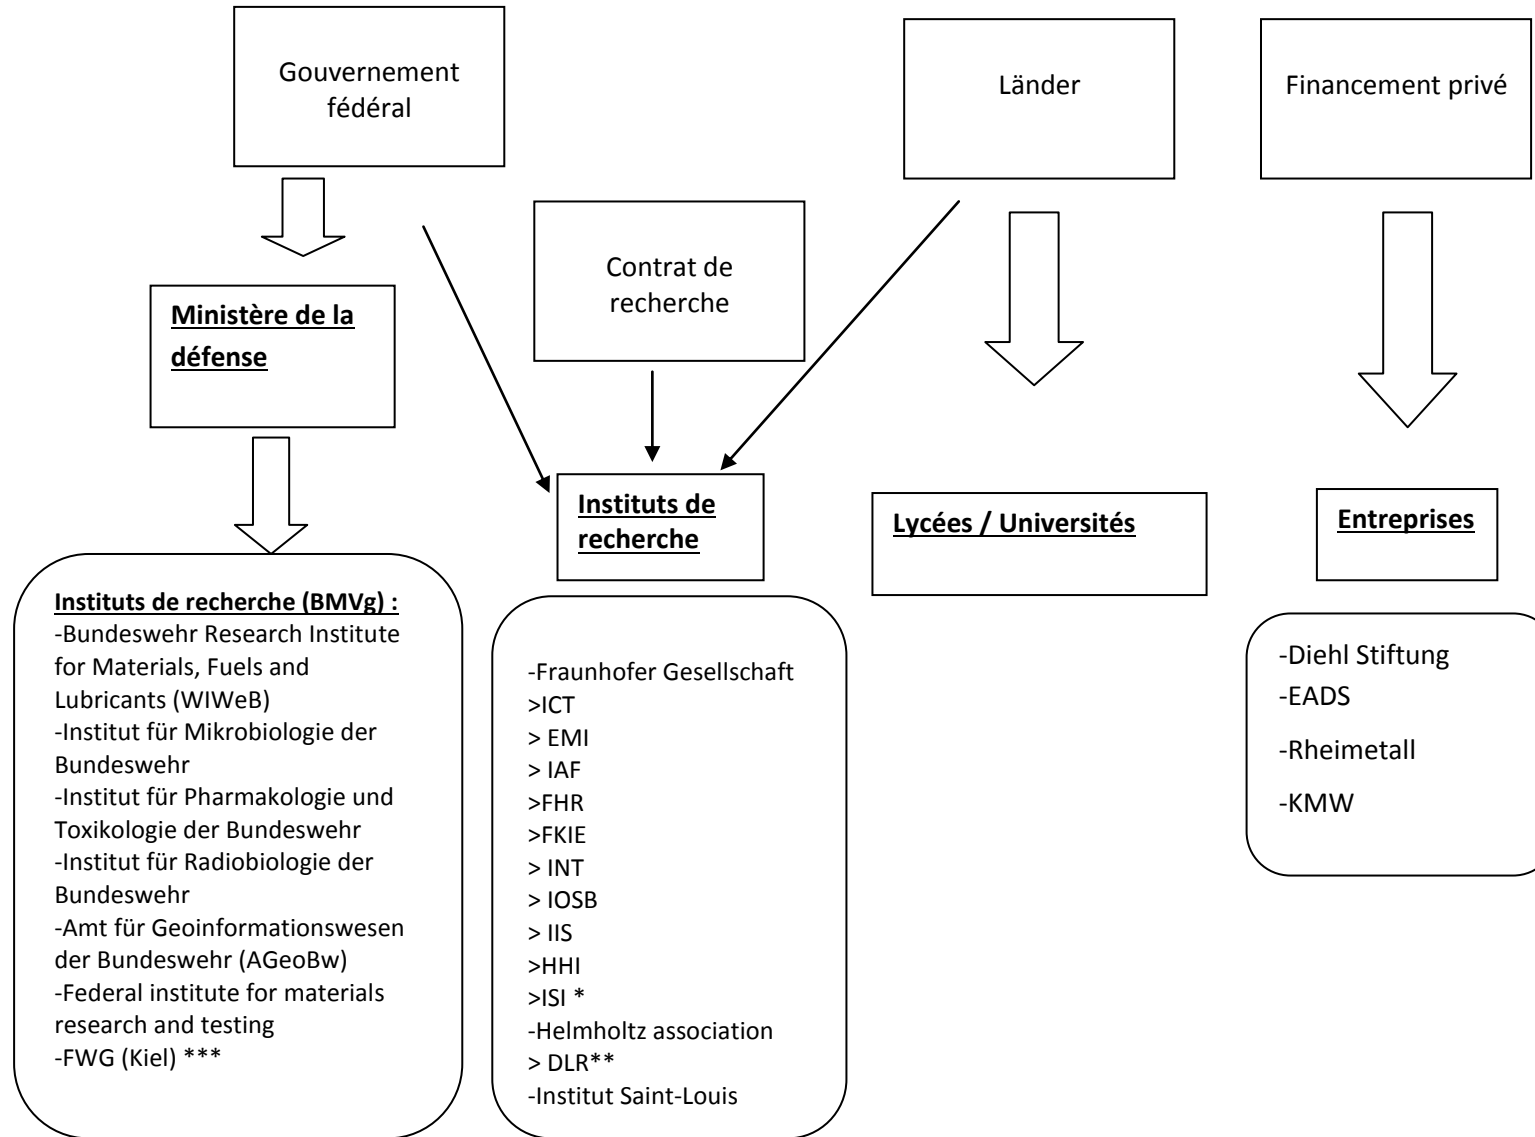 Gouvernement
fédéral
Länder
Financement privé
Contrat de
recherche
Ministère de la
défense
Instituts de
recherche
Lycées / Universités
Entreprises
Instituts de recherche (BMVg) :
-Bundeswehr Research Institute
for Materials, Fuels and
Lubricants (WIWeB)
-Institut für Mikrobiologie der
Bundeswehr
-Institut für Pharmakologie und
Toxikologie der Bundeswehr
-Institut für Radiobiologie der
Bundeswehr
-Amt für Geoinformationswesen
der Bundeswehr (AGeoBw)
-Federal institute for materials
research and testing
-FWG (Kiel) ***
-Fraunhofer Gesellschaft
>ICT
> EMI
> IAF
>FHR
>FKIE
> INT
> IOSB
> IIS
>HHI
>ISI *
-Helmholtz association
> DLR**
-Institut Saint-Louis
-Diehl Stiftung
-EADS
-Rheimetall
-KMW